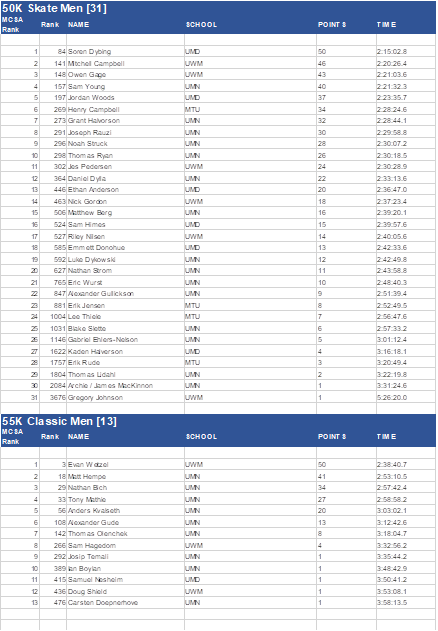 50K Skate Men [31]
MCSA Rank Rank NAME SCHOOL POINTS TIME
1 84 Soren Dybing UMD 50 2:15:02.8
2 141 Mitchell Campbell UWM 46 2:20:26.4
3 148 Owen Gage UWM 43 2:21:03.6
4 157 Sam Young UMN 40 2:21:32.3
5 197 Jordan Woods UMD 37 2:23:35.7
6 269 Henry Campbell MTU 34 2:28:24.6
7 273 Grant Halvorson UMN 32 2:28:44.1
8 291 Joseph Rauzi UMN 30 2:29:58.8
9 296 Noah Struck UMN 28 2:30:07.2
10 298 Thomas Ryan UMN 26 2:30:18.5
11 302 Jes Pedersen UWM 24 2:30:28.9
12 364 Daniel Dylla UMN 22 2:33:13.6
13 446 Ethan Anderson UMD 20 2:36:47.0
14 463 Nick Gordon UWM 18 2:37:23.4
15 506 Matthew Berg UMN 16 2:39:20.1
16 524 Sam Himes UMD 15 2:39:57.6
17 527 Riley Nilsen UWM 14 2:40:05.6
18 585 Emmett Donohue UMD 13 2:42:33.6
19 592 Luke Dykowski UMN 12 2:42:49.8
20 627 Nathan Strom UMN 11 2:43:58.8
21 765 Eric Wurst UMN 10 2:48:40.3
22 847 Alexander Gullickson UMN 9 2:51:39.4
23 881 Erik Jensen MTU 8 2:52:49.5
24 1004 Lee Thiele MTU 7 2:56:47.6
25 1031 Blake Slette UMN 6 2:57:33.2
26 1146 Gabriel Ehlers-Nelson UMN 5 3:01:12.4
27 1622 Kaden Halverson UMD 4 3:16:18.1
28 1757 Erik Rude MTU 3 3:20:49.4
29 1804 Thomas Lidahl UMN 2 3:22:19.8
30 2084 Archie / James MacKinnon UMN 1 3:31:24.6
31 3676 Gregory Johnson UWM 1 5:26:20.0
55K Classic Men [13]
MCSA Rank Rank NAME SCHOOL POINTS TIME
1 3 Evan Wetzel UWM 50 2:38:40.7
2 18 Matt Hempe UMN 41 2:53:10.5
3 29 Nathan Bich UMN 34 2:57:42.4
4 33 Tony Mathie UMN 27 2:58:58.2
5 56 Anders Kvalseth UMN 20 3:03:02.1
6 108 Alexander Gude UMN 13 3:12:42.6
7 142 Thomas Olenchek UMN 8 3:18:04.7
8 266 Sam Hagedorn UWM 4 3:32:56.2
9 292 Josip Temali UMN 1 3:35:44.2
10 389 Ian Boylan UMN 1 3:48:42.9
11 415 Samuel Nesheim UMD 1 3:50:41.2
12 436 Doug Shield UWM 1 3:53:08.1
13 476 Carsten Doepnerhove UMN 1 3:58:13.5